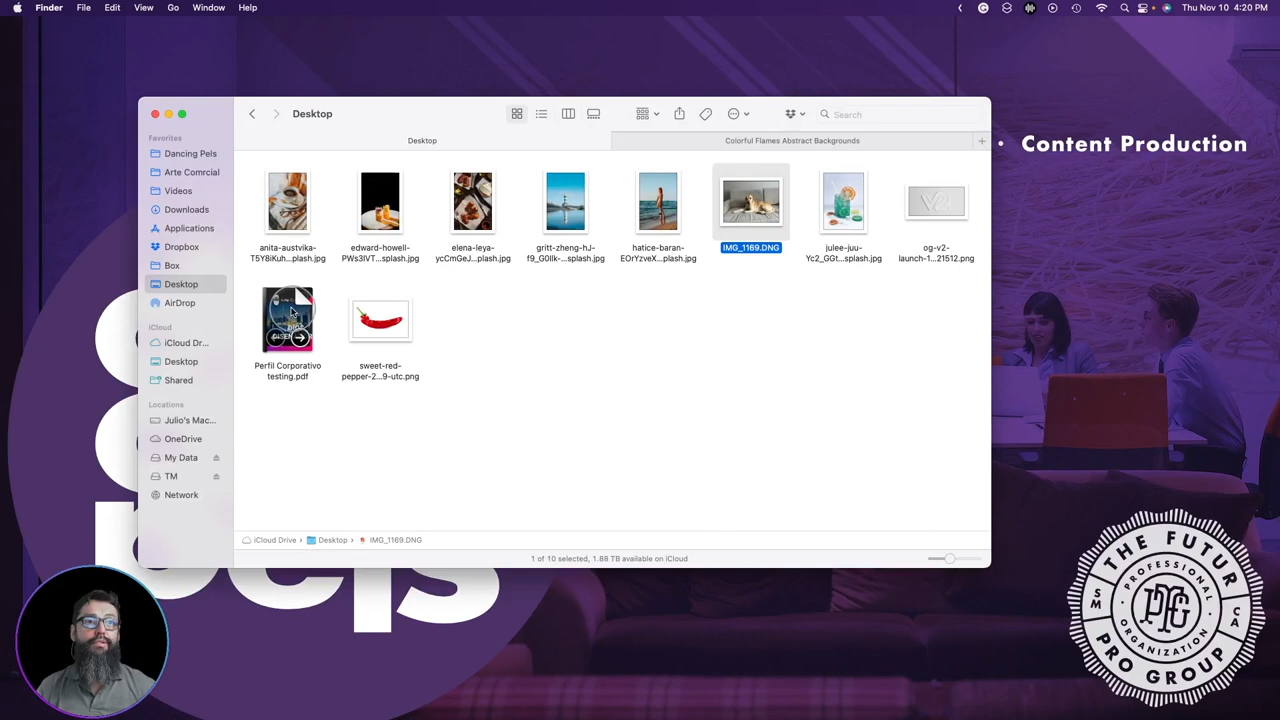 Finder File Edit View Go Window Help
Thu Nov 10 4:20 PM
Desktop
Search
Desktop
Colorful Flames Abstract Backgrounds
Content Production
Favorites
Dancing Pels
Arte Comrcial
Videos
Downloads
Applications
Dropbox
Box
Desktop
AirDrop
iCloud
iCloud Dr...
Desktop
Shared
Locations
Julio's Mac...
OneDrive
My Data
TM
Network
anita-austvika-
T5Y8iKuh...plash.jpg
edward-howell-
PWs3IVT...splash.jpg
elena-leya-
ycCmGeJ...plash.jpg
gritt-zheng-hJ-
f9_G0Ilk-...splash.jpg
hatice-baran-
EOrYzveX...splash.jpg
IMG_1169.DNG
julee-juu-
Yc2_GGt...splash.jpg
og-v2-
launch-1...21512.png
Perfil Corporativo
testing.pdf
sweet-red-
pepper-2...9-utc.png
iCloud Drive › Desktop › IMG_1169.DNG
1 of 10 selected, 1.88 TB available on iCloud
THE FUTUR
PRO GROUP
SM
CA
PROFESSIONAL
ORGANIZATION